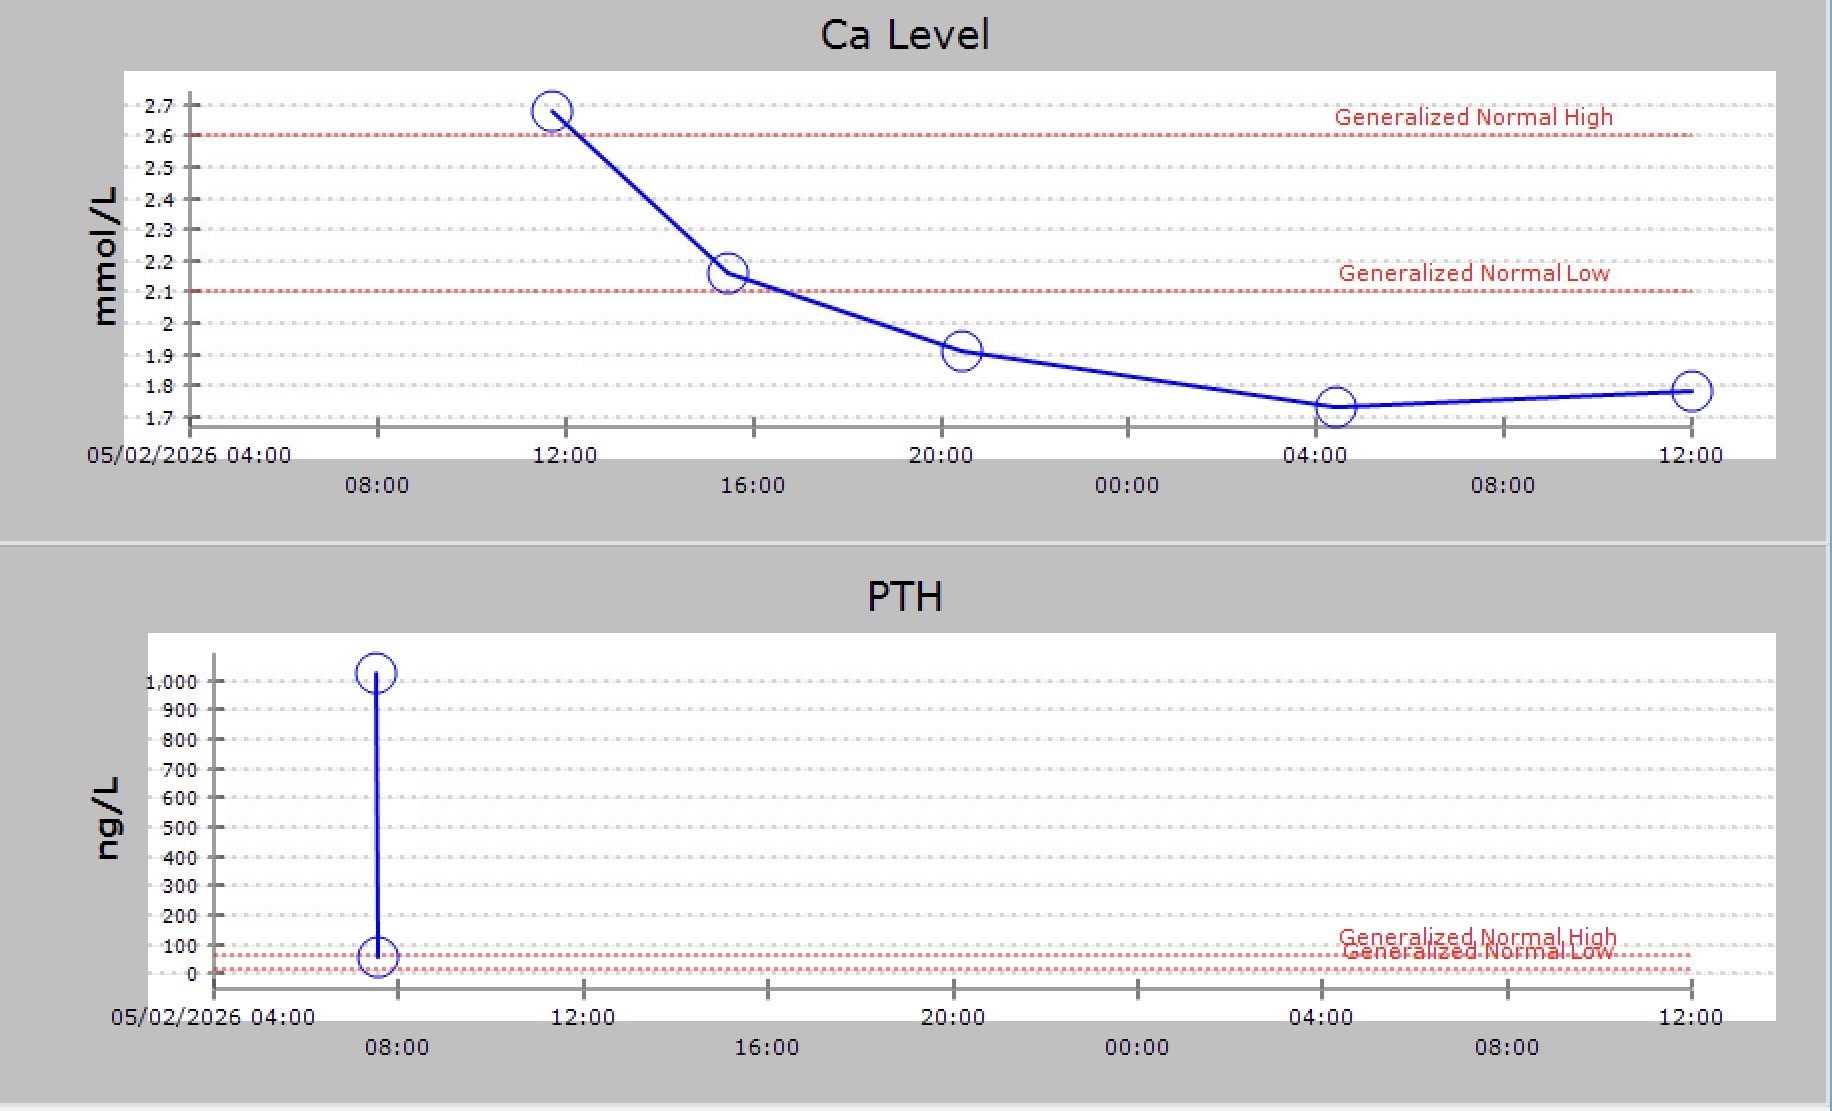 Ca Level
mmol/L
2.7
2.6
2.5
2.4
2.3
2.2
2.1
2
1.9
1.8
1.7
Generalized Normal High
Generalized Normal Low
05/02/2026 04:00 12:00 20:00 04:00 12:00
08:00 16:00 00:00 08:00
PTH
ng/L
1,000
900
800
700
600
500
400
300
200
100
0
Generalized Normal High
Generalized Normal Low
05/02/2026 04:00 12:00 20:00 04:00 12:00
08:00 16:00 00:00 08:00